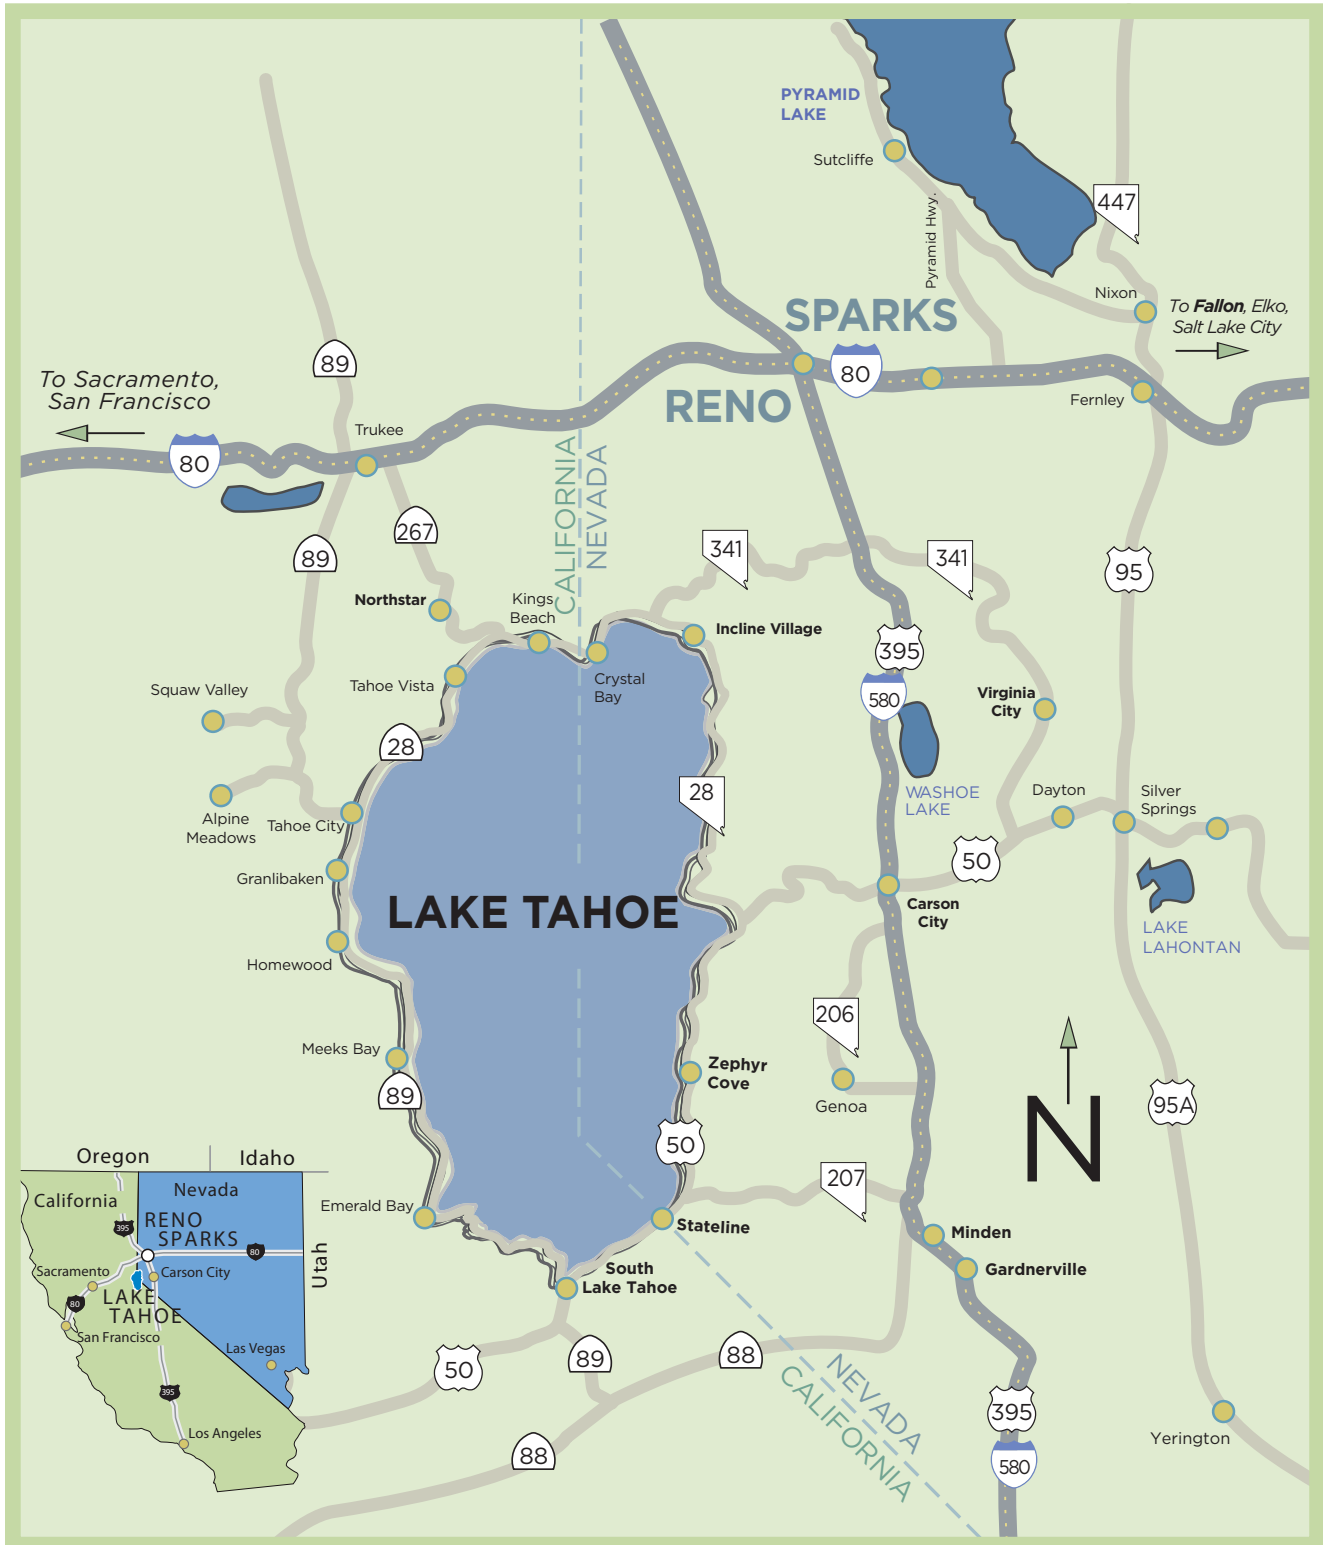 PYRAMID
LAKE
Sutcliffe
Pyramid Hwy.
447
Nixon
To Fallon, Elko,
Salt Lake City
SPARKS
80
RENO
Fernley
89
To Sacramento,
San Francisco
80
Trukee
CALIFORNIA
NEVADA
267
89
341
341
95
Northstar
Kings
Beach
Incline Village
395
580
Crystal
Bay
Tahoe Vista
Squaw Valley
Virginia
City
28
28
WASHOE
LAKE
Dayton
Silver
Springs
Alpine
Meadows
Tahoe City
50
Granlibaken
LAKE TAHOE
Carson
City
LAKE
LAHONTAN
Homewood
206
Meeks Bay
Zephyr
Cove
89
Genoa
N
95A
50
207
Emerald Bay
Stateline
Minden
Gardnerville
South
Lake Tahoe
50
89
88
NEVADA
CALIFORNIA
88
395
580
Yerington
Oregon
Idaho
California
Nevada
395
RENO
SPARKS
80
Utah
Sacramento
Carson City
LAKE
TAHOE
80
San Francisco
Las Vegas
395
Los Angeles